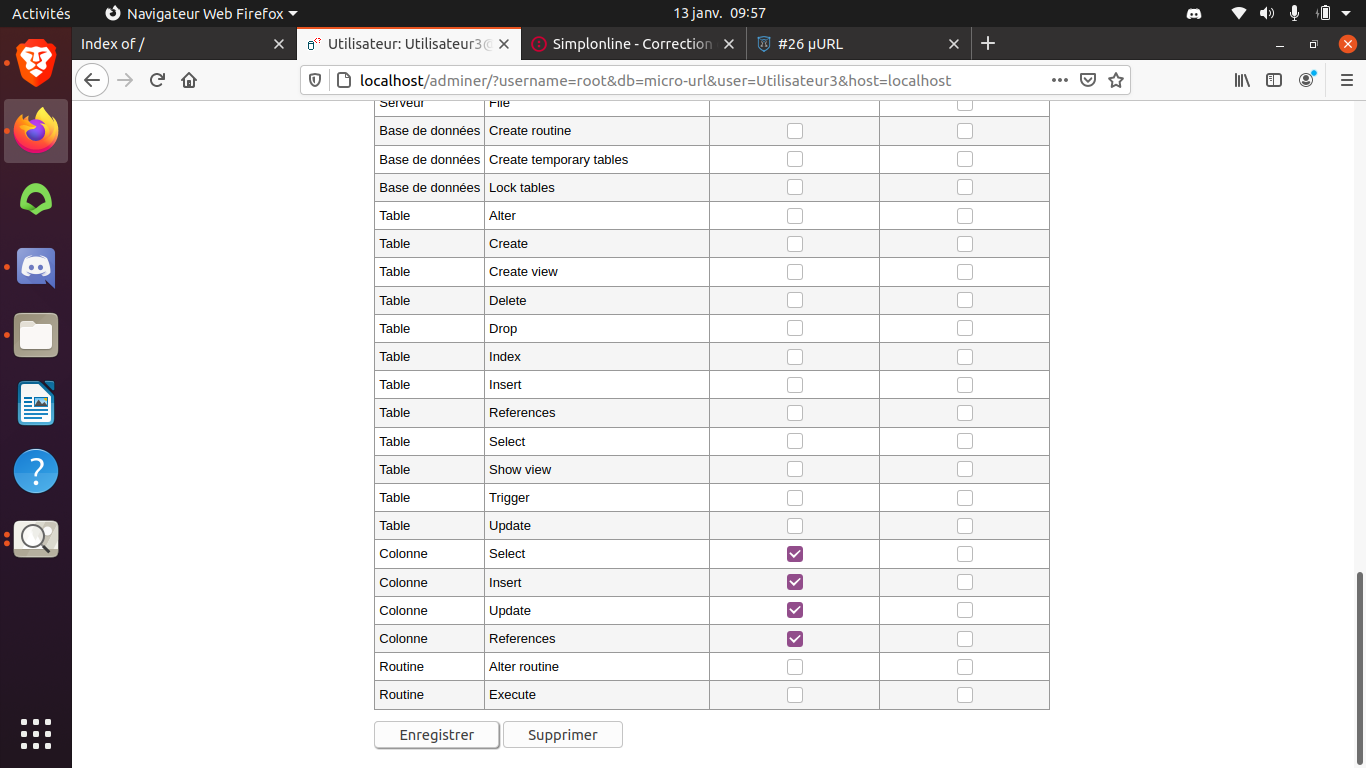 Activités Navigateur Web Firefox 13 janv. 09:57
Index of / Utilisateur: Utilisateur3@ Simplonline - Correction #26 µURL
localhost/adminer/?username=root&db=micro-url&user=Utilisateur3&host=localhost
Serveur File
Base de données Create routine
Base de données Create temporary tables
Base de données Lock tables
Table Alter
Table Create
Table Create view
Table Delete
Table Drop
Table Index
Table Insert
Table References
Table Select
Table Show view
Table Trigger
Table Update
Colonne Select
Colonne Insert
Colonne Update
Colonne References
Routine Alter routine
Routine Execute
Enregistrer Supprimer